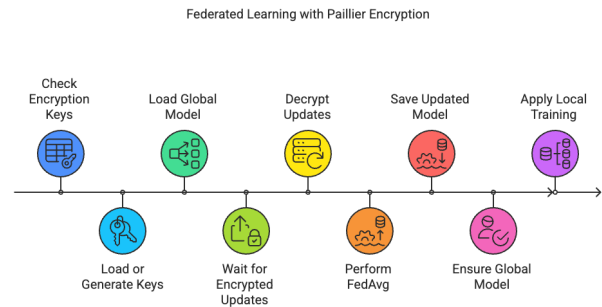 Federated Learning with Paillier Encryption
Check
Encryption
Keys
Load or
Generate Keys
Load Global
Model
Wait for
Encrypted
Updates
Decrypt
Updates
Perform
FedAvg
Save Updated
Model
Ensure Global
Model
Apply Local
Training